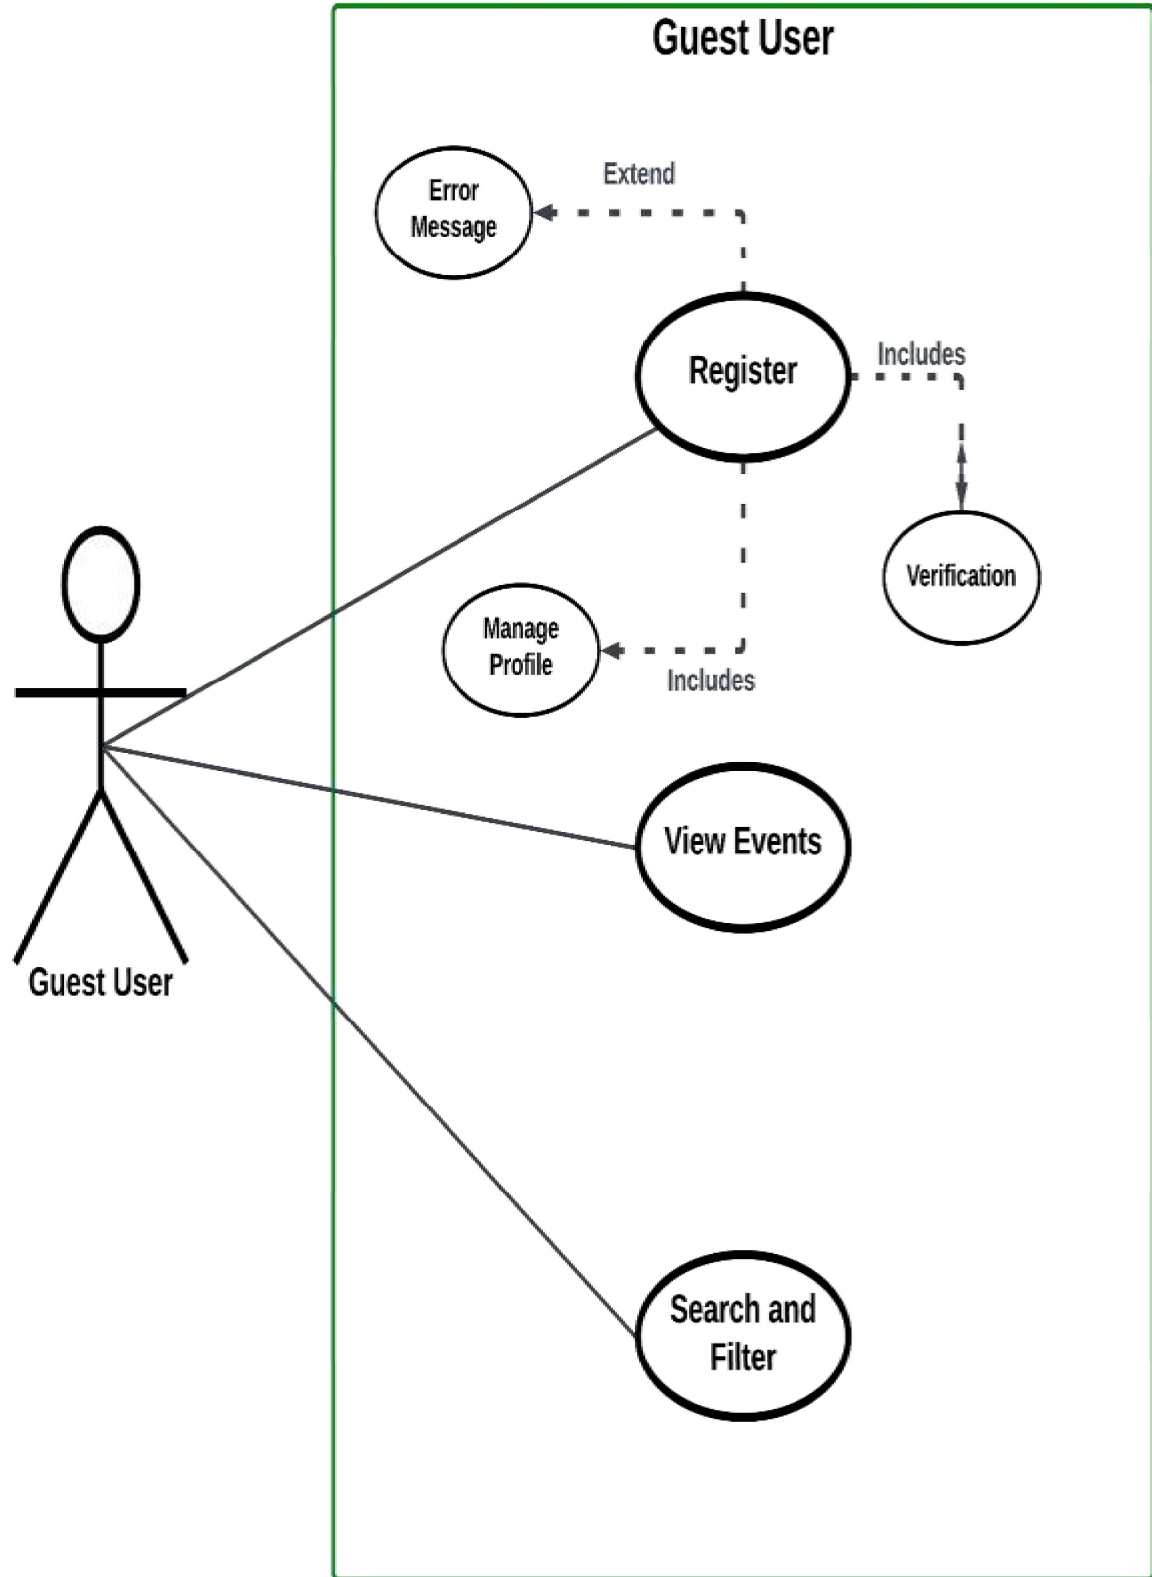 Guest User
Error
Message
Extend
Register
Includes
Verification
Manage
Profile
Includes
View Events
Guest User
Search and
Filter